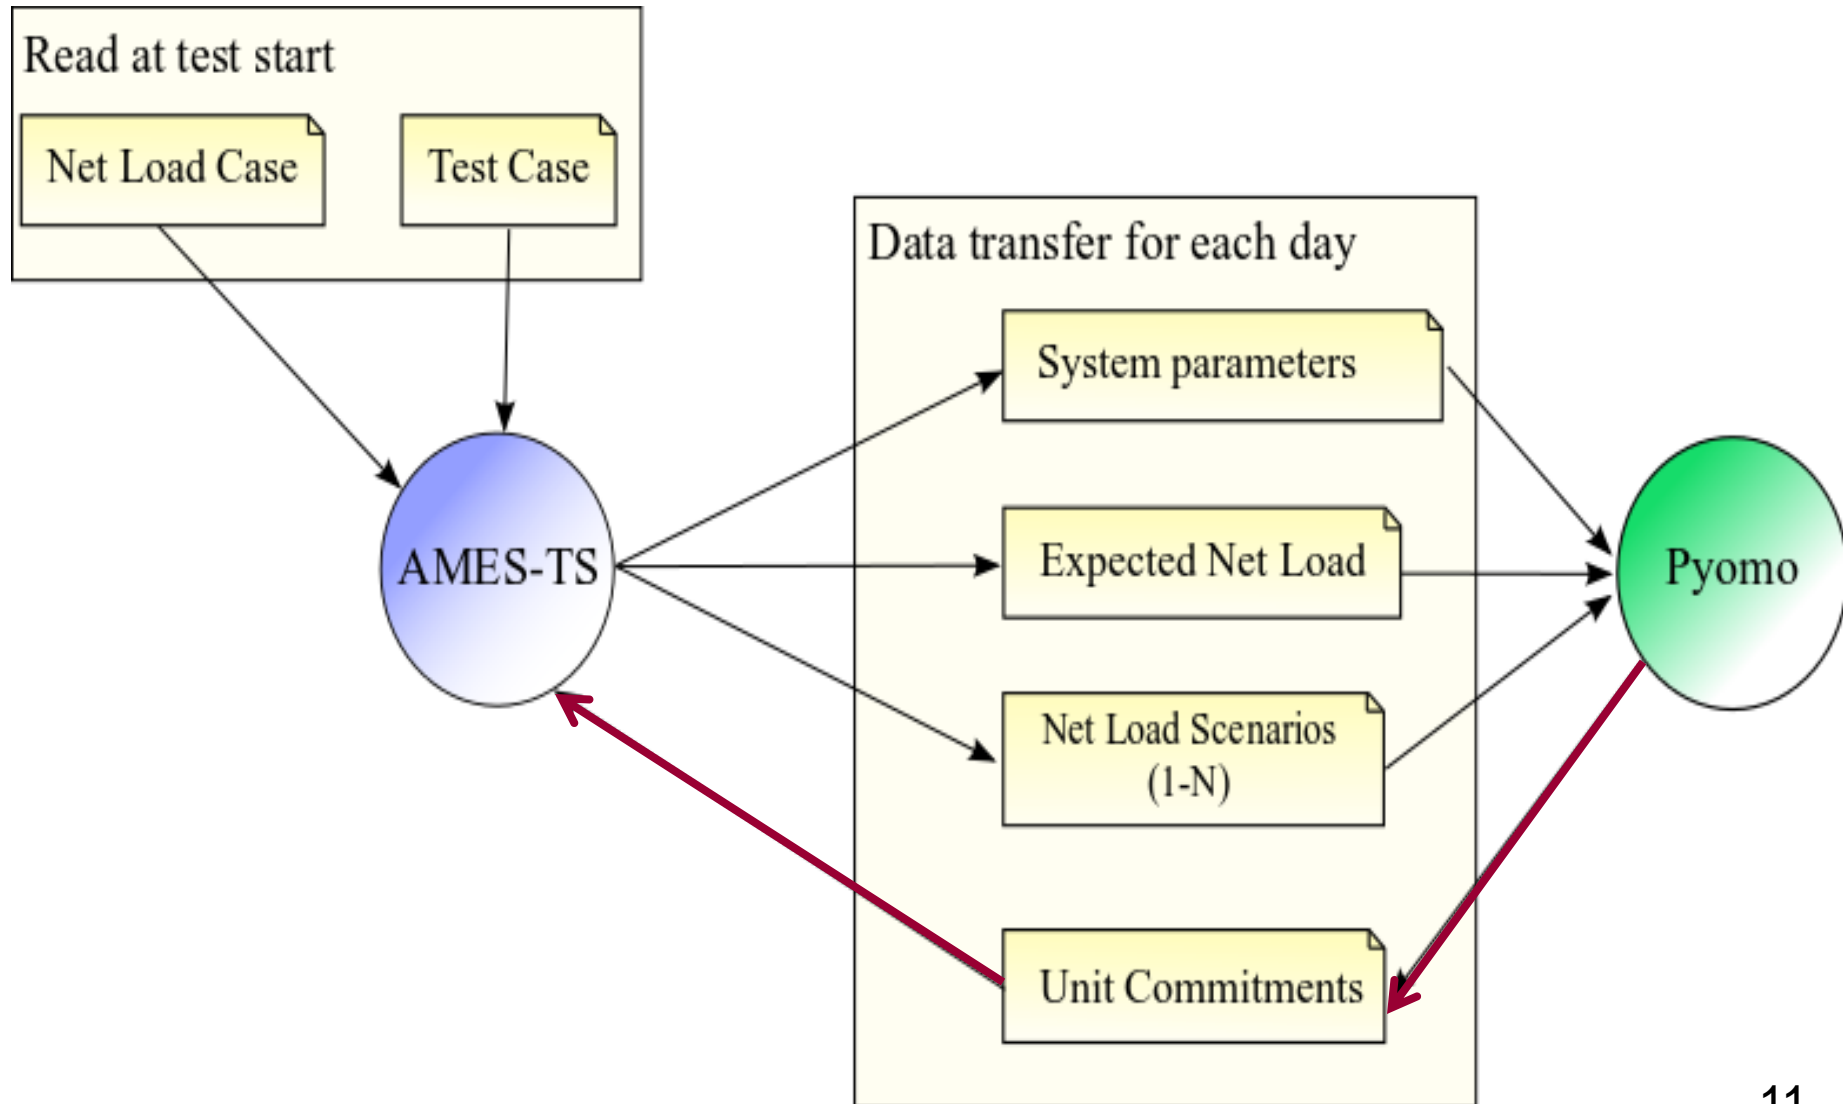 Read at test start
Net Load Case
Test Case
Data transfer for each day
System parameters
AMES-TS
Expected Net Load
Pyomo
Net Load Scenarios
(1-N)
Unit Commitments
11